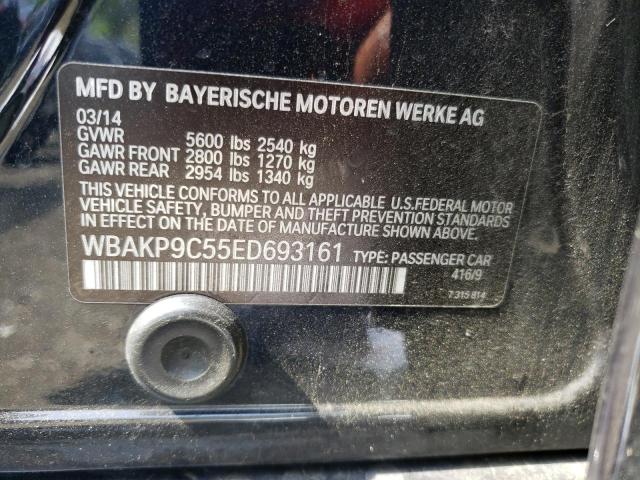 MFD BY BAYERISCHE MOTOREN WERKE AG
03/14
GVWR 5600 lbs 2540 kg
GAWR FRONT 2800 lbs 1270 kg
GAWR REAR 2954 lbs 1340 kg
THIS VEHICLE CONFORMS TO ALL APPLICABLE U.S.FEDERAL MOTOR
VEHICLE SAFETY, BUMPER AND THEFT PREVENTION STANDARDS
IN EFFECT ON THE DATE OF MANUFACTURE SHOWN ABOVE.
WBAKP9C55ED693161 TYPE: PASSENGER CAR
416/9
7 315 814